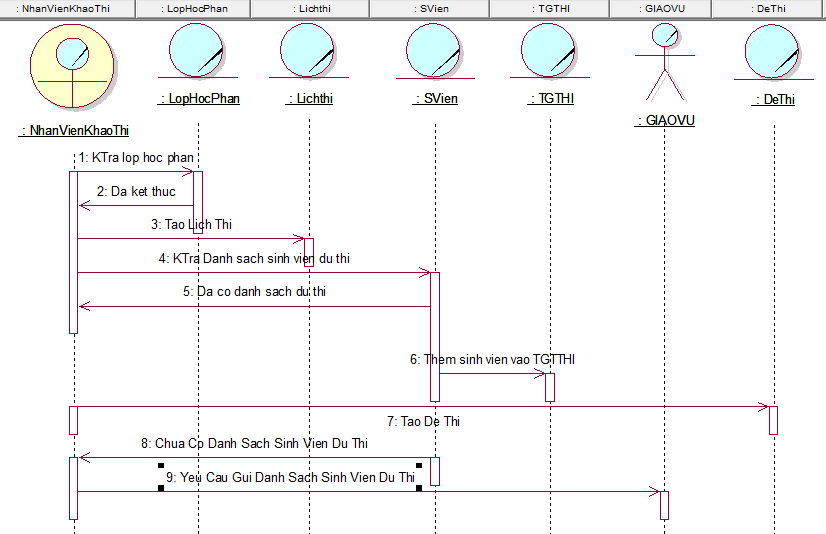 : NhanVienKhaoThi
: LopHocPhan
: Lichthi
: SVien
: TGTHI
: GIAOVU
: DeThi
: NhanVienKhaoThi
: LopHocPhan
: Lichthi
: SVien
: TGTHI
: GIAOVU
: DeThi
1: KTra lop hoc phan
2: Da ket thuc
3: Tao Lich Thi
4: KTra Danh sach sinh vien du thi
5: Da co danh sach du thi
6: Them sinh vien vao TGTTHI
7: Tao De Thi
8: Chua Co Danh Sach Sinh Vien Du Thi
9: Yeu Cau Gui Danh Sach Sinh Vien Du Thi